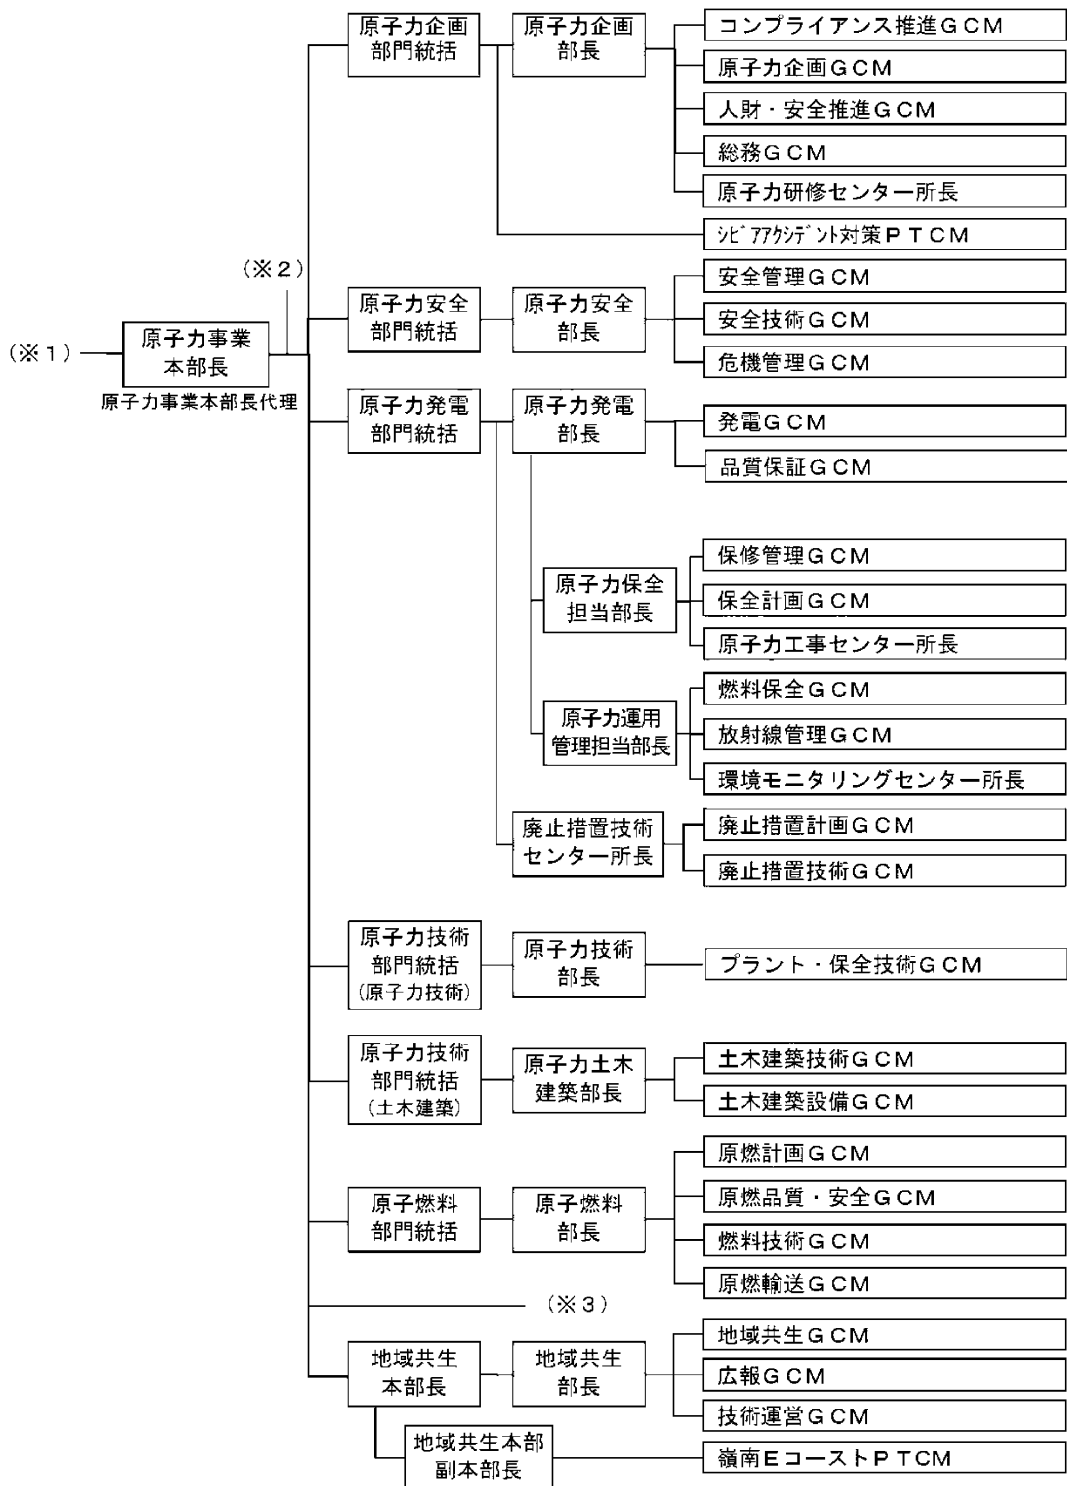 原子力企画
部門統括
原子力企画
部長
コンプライアンス推進GCM
原子力企画GCM
人財・安全推進GCM
総務GCM
原子力研修センター所長
ｼﾋﾞｱｱｸｼﾃﾞﾝﾄ対策PTCM
(※2)
原子力安全
部門統括
原子力安全
部長
安全管理GCM
安全技術GCM
危機管理GCM
(※1)
原子力事業
本部長
原子力事業本部長代理
原子力発電
部門統括
原子力発電
部長
発電GCM
品質保証GCM
原子力保全
担当部長
保修管理GCM
保全計画GCM
原子力工事センター所長
原子力運用
管理担当部長
燃料保全GCM
放射線管理GCM
環境モニタリングセンター所長
廃止措置技術
センター所長
廃止措置計画GCM
廃止措置技術GCM
原子力技術
部門統括
(原子力技術)
原子力技術
部長
プラント・保全技術GCM
原子力技術
部門統括
(土木建築)
原子力土木
建築部長
土木建築技術GCM
土木建築設備GCM
原子燃料
部門統括
原子燃料
部長
原燃計画GCM
原燃品質・安全GCM
燃料技術GCM
原燃輸送GCM
(※3)
地域共生
本部長
地域共生
部長
地域共生GCM
広報GCM
技術運営GCM
地域共生本部
副本部長
嶺南EコーストPTCM